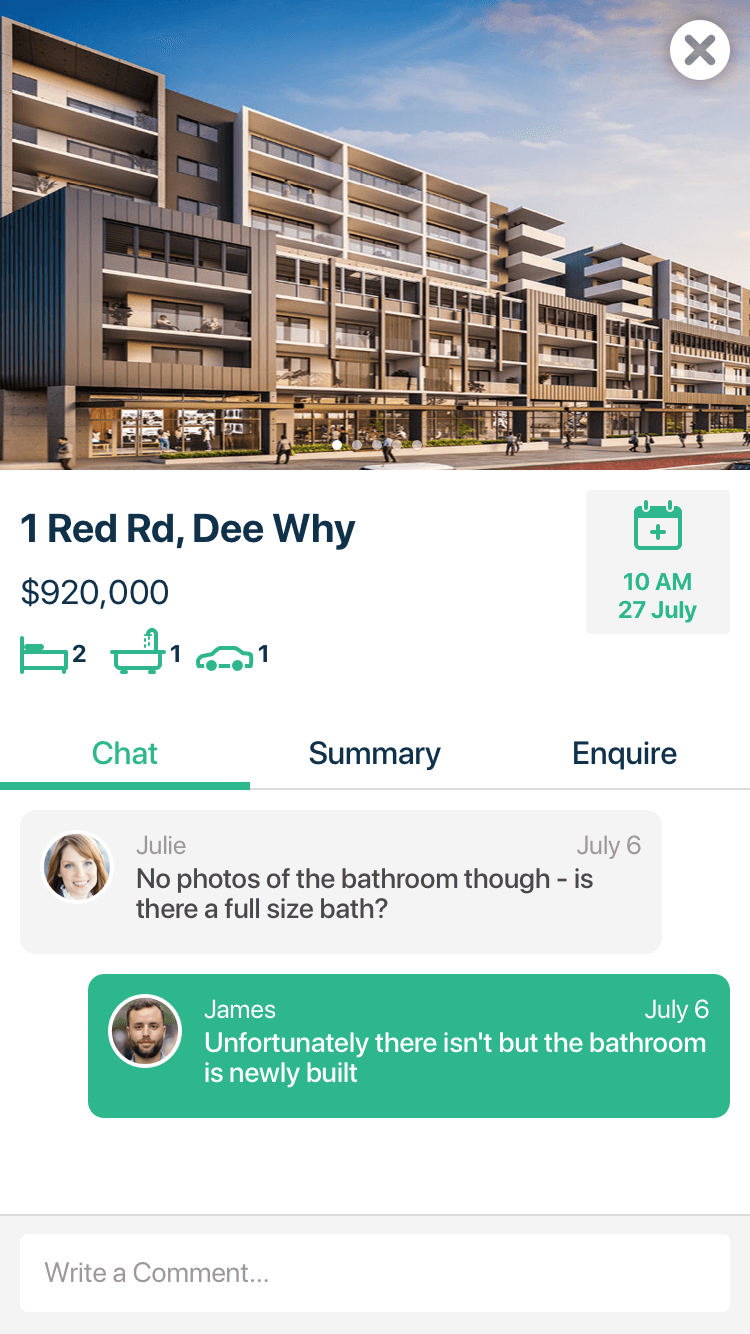 1 Red Rd, Dee Why
$920,000
10 AM
27 July
2
1
1
Chat
Summary
Enquire
Julie
July 6
No photos of the bathroom though - is
there a full size bath?
James
July 6
Unfortunately there isn't but the bathroom
is newly built
Write a Comment...